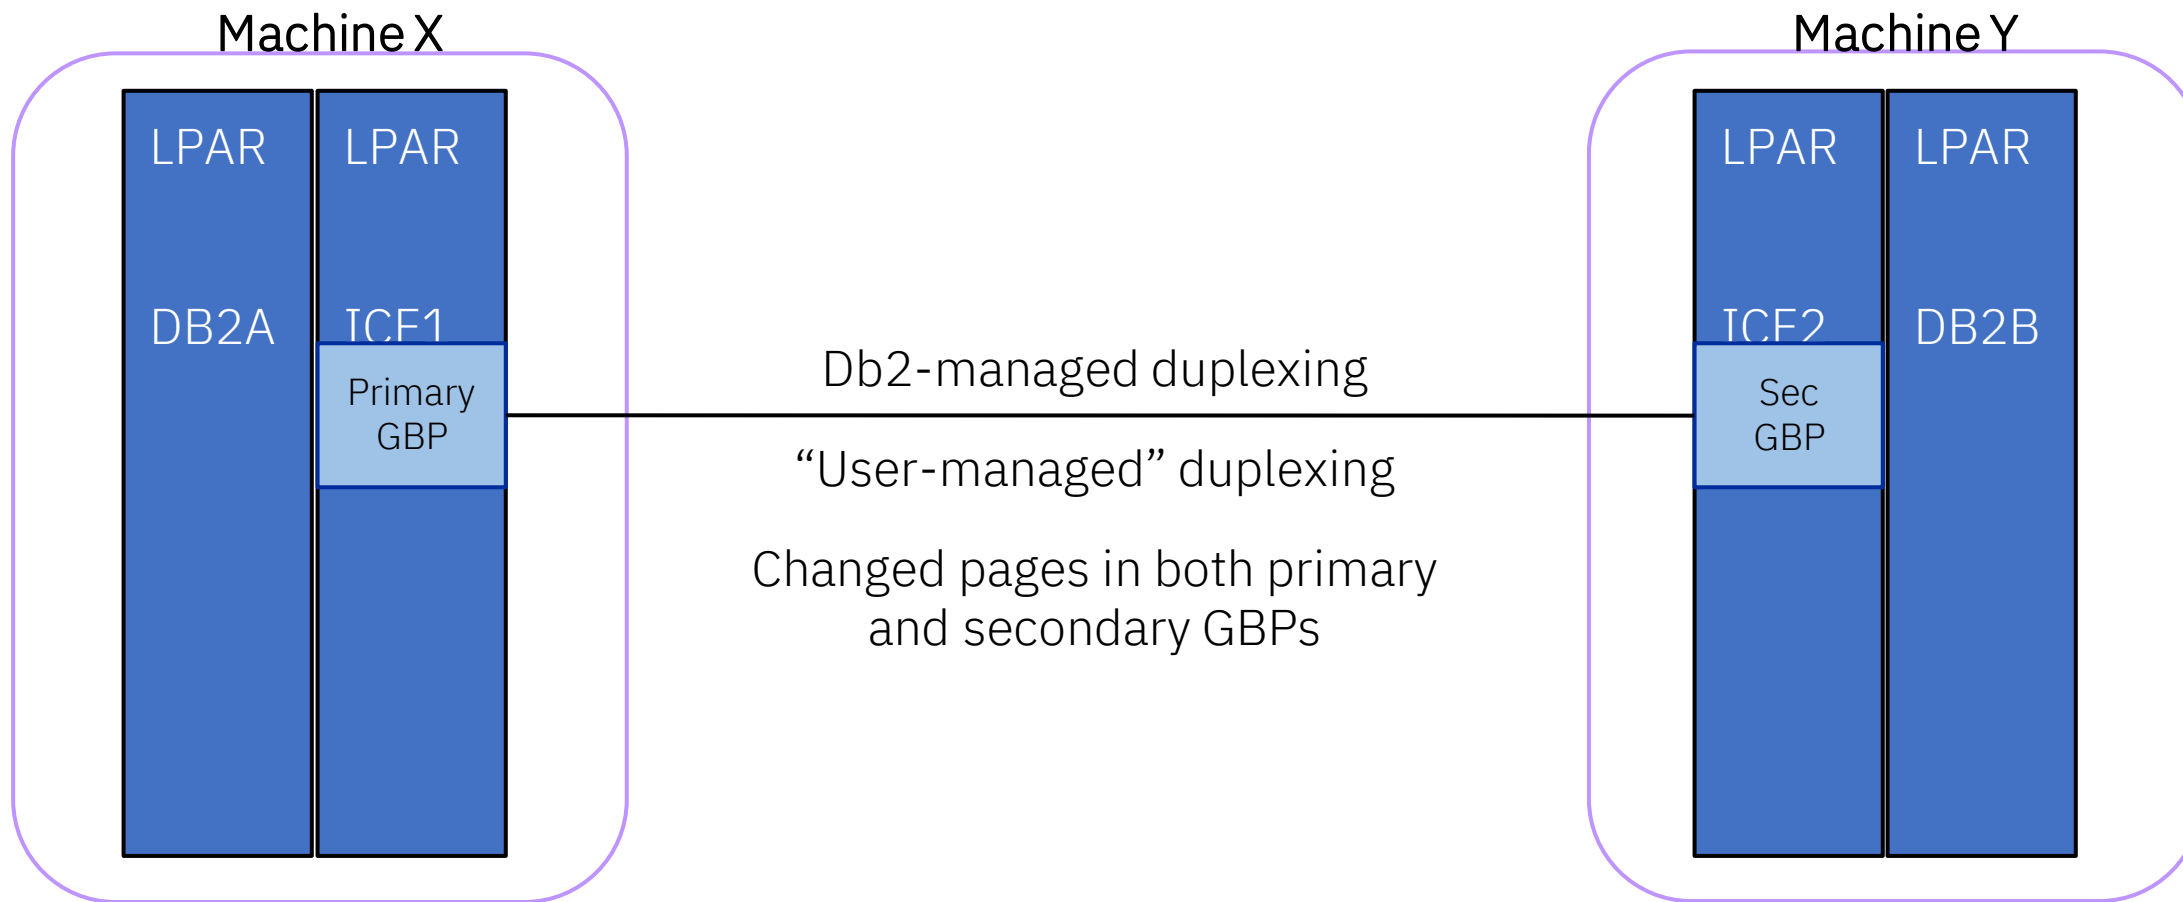 Machine X
LPAR
LPAR
DB2A
ICF1
Primary
GBP
Db2-managed duplexing
“User-managed” duplexing
Changed pages in both primary
and secondary GBPs
Machine Y
LPAR
LPAR
ICF2
DB2B
Sec
GBP